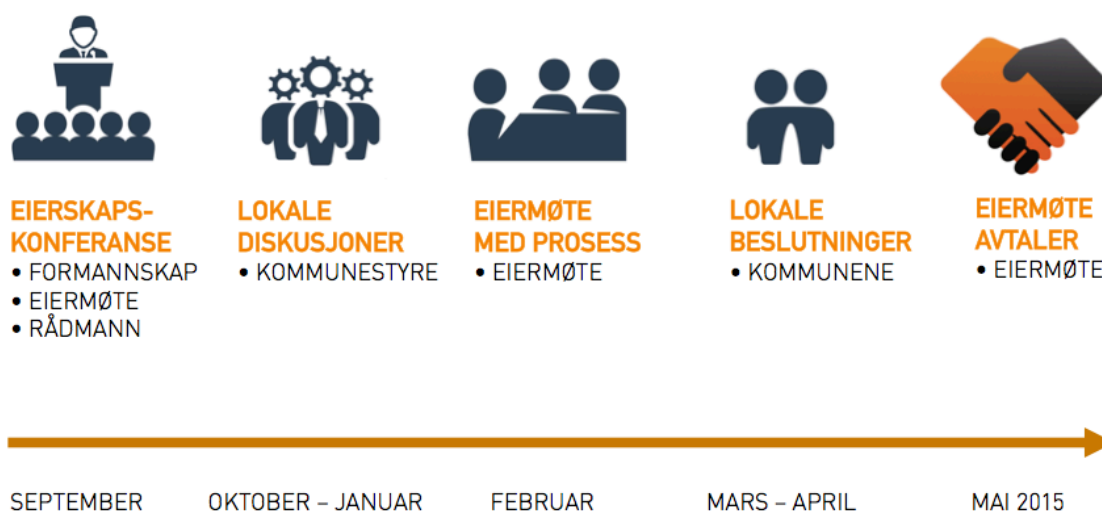 EIERSKAPS-
KONFERANSE
• FORMANNSKAP
• EIERMØTE
• RÅDMANN
LOKALE
DISKUSJONER
• KOMMUNESTYRE
EIERMØTE
MED PROSESS
• EIERMØTE
LOKALE
BESLUTNINGER
• KOMMUNENE
EIERMØTE
AVTALER
• EIERMØTE
SEPTEMBER
OKTOBER – JANUAR
FEBRUAR
MARS – APRIL
MAI 2015